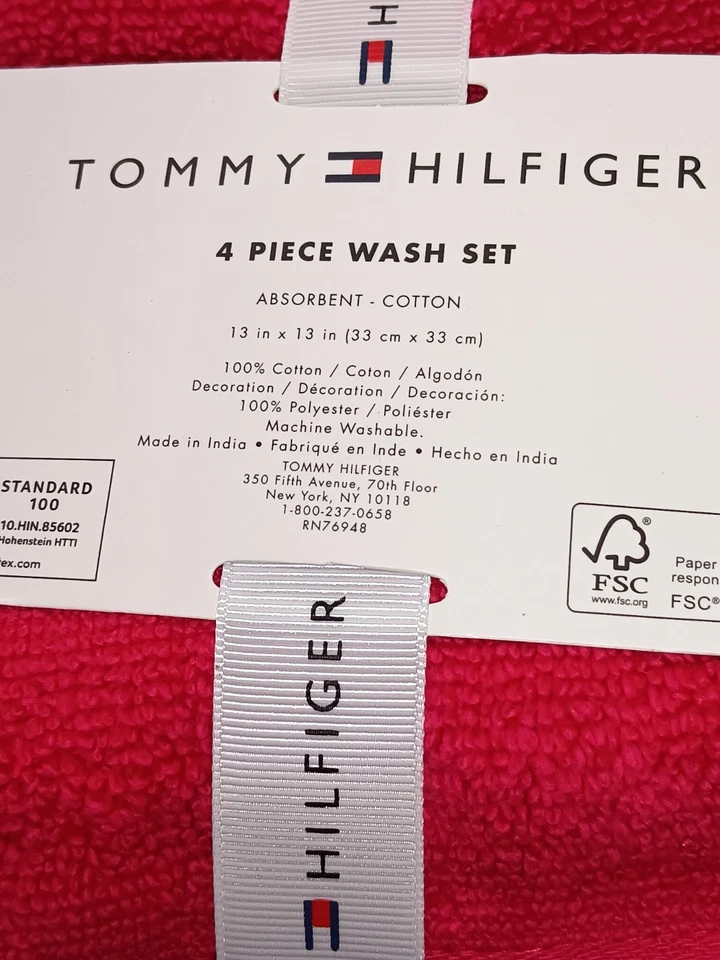 H
TOMMY HILFIGER
4 PIECE WASH SET
ABSORBENT - COTTON
13 in x 13 in (33 cm x 33 cm)
100% Cotton / Coton / Algodón
Decoration / Décoration / Decoración:
100% Polyester / Poliéster
Machine Washable.
Made in India • Fabriqué en Inde • Hecho en India
TOMMY HILFIGER
350 Fifth Avenue, 70th Floor
New York, NY 10118
1-800-237-0658
RN76948
STANDARD
100
10.HIN.85602
Hohenstein HTTI
ex.com
®
FSC
www.fsc.org
Paper
respon
FSC®
HILFIGER